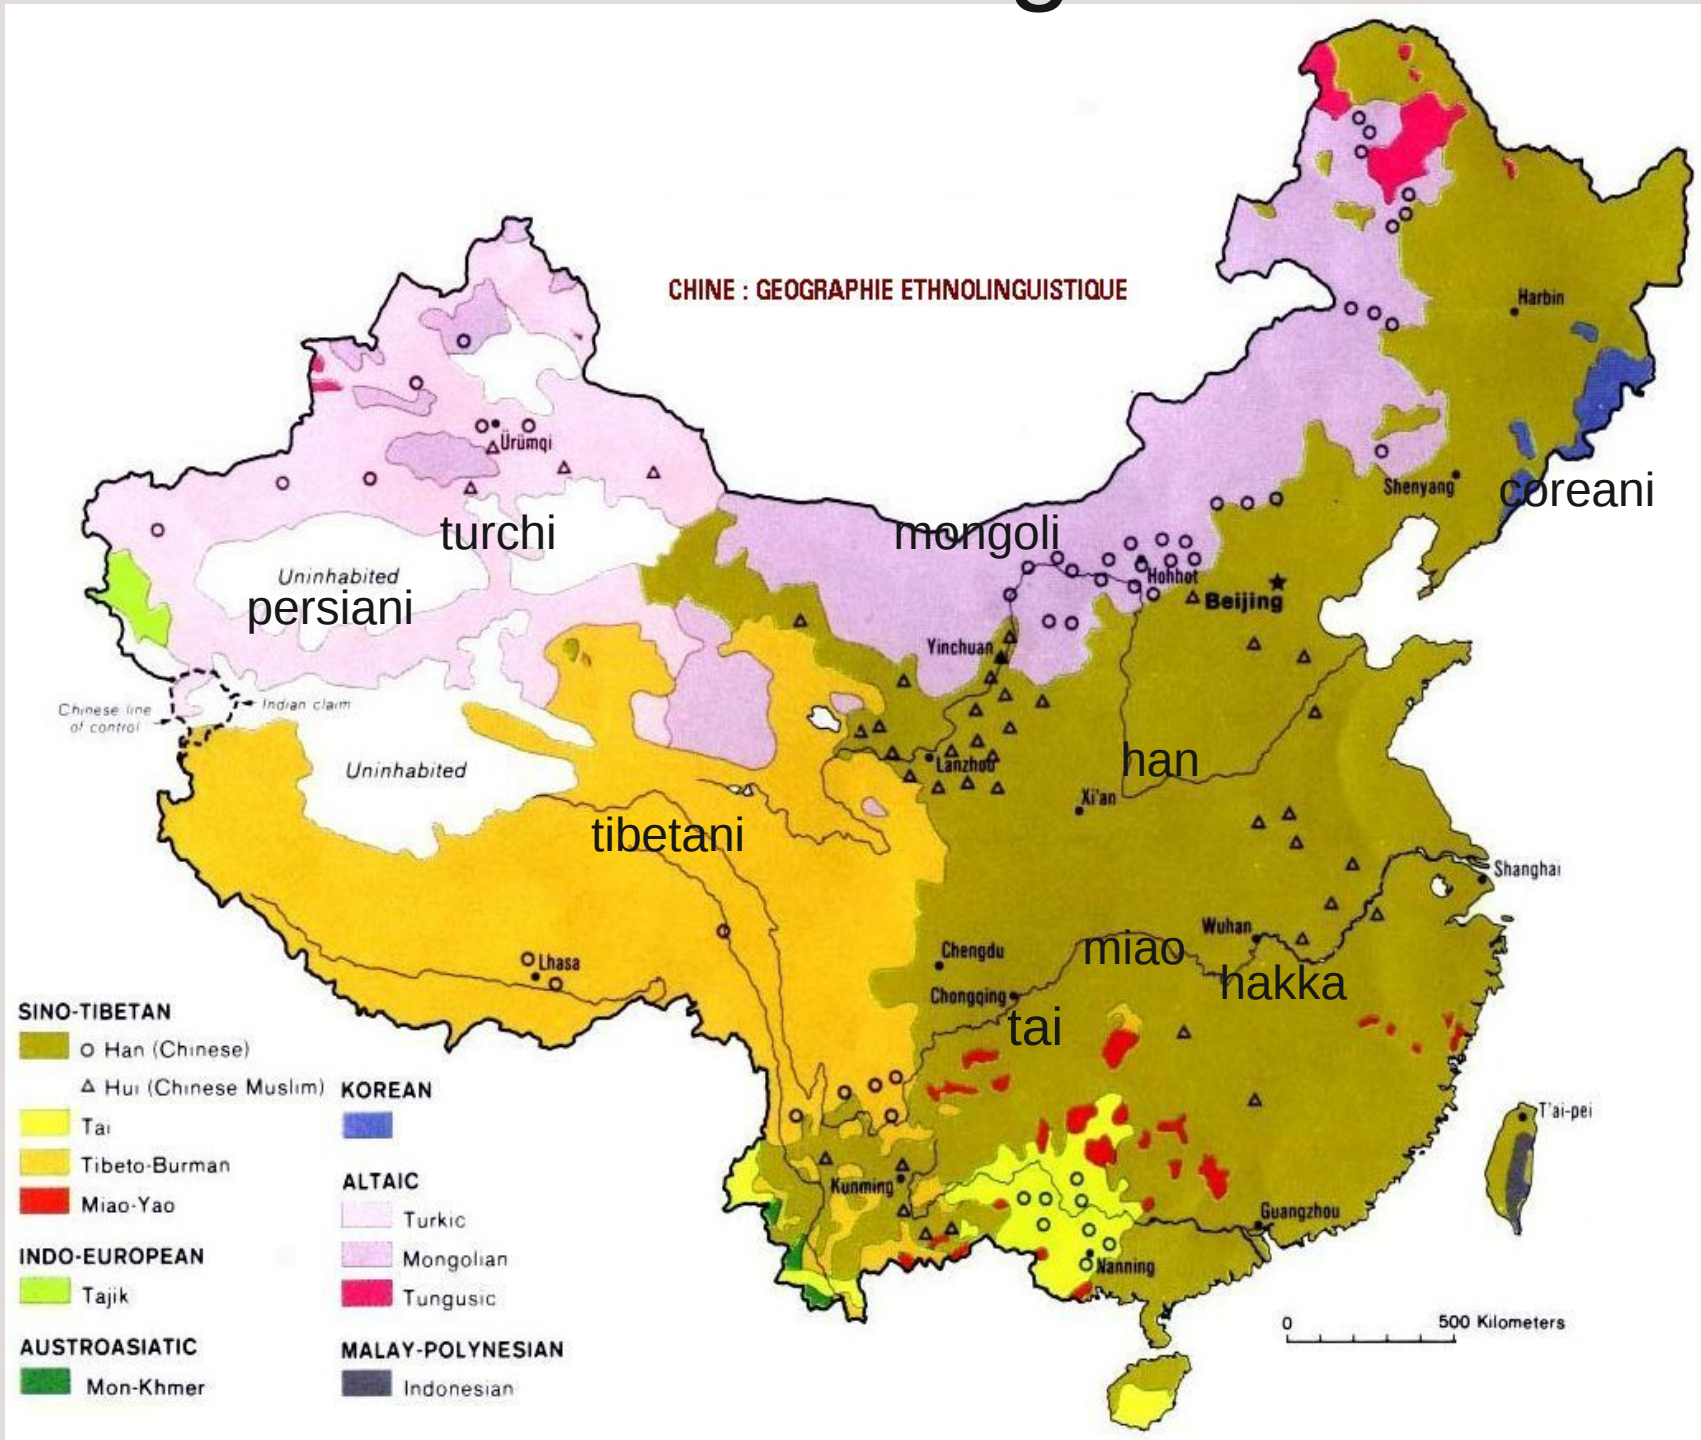 g
CHINE : GEOGRAPHIE ETHNOLINGUISTIQUE
Harbin
Ürümqi
Shenyang
coreani
turchi
mongoli
Uninhabited
persiani
Hohhot
Beijing
Yinchuan
Chinese line
of control
Indian claim
Uninhabited
Lanzhou
han
Xi'an
tibetani
Shanghai
Wuhan
miao
Chengdu
hakka
Lhasa
Chongqing
tai
T'ai-pei
Kunming
Guangzhou
Nanning
0 500 Kilometers
SINO-TIBETAN
Han (Chinese)
Hui (Chinese Muslim)
Tai
Tibeto-Burman
Miao-Yao
INDO-EUROPEAN
Tajik
AUSTROASIATIC
Mon-Khmer
KOREAN
ALTAIC
Turkic
Mongolian
Tungusic
MALAY-POLYNESIAN
Indonesian